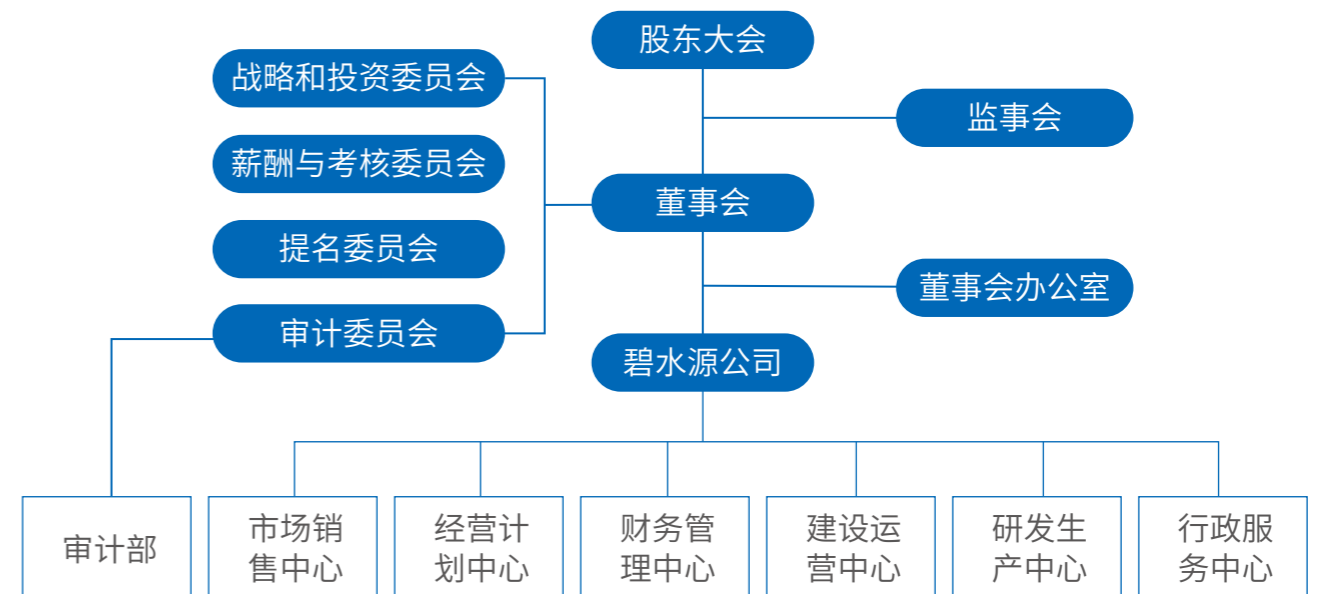 股东大会
战略和投资委员会
监事会
薪酬与考核委员会
董事会
提名委员会
董事会办公室
审计委员会
碧水源公司
审计部
市场销
售中心
经营计
划中心
财务管
理中心
建设运
营中心
研发生
产中心
行政服
务中心